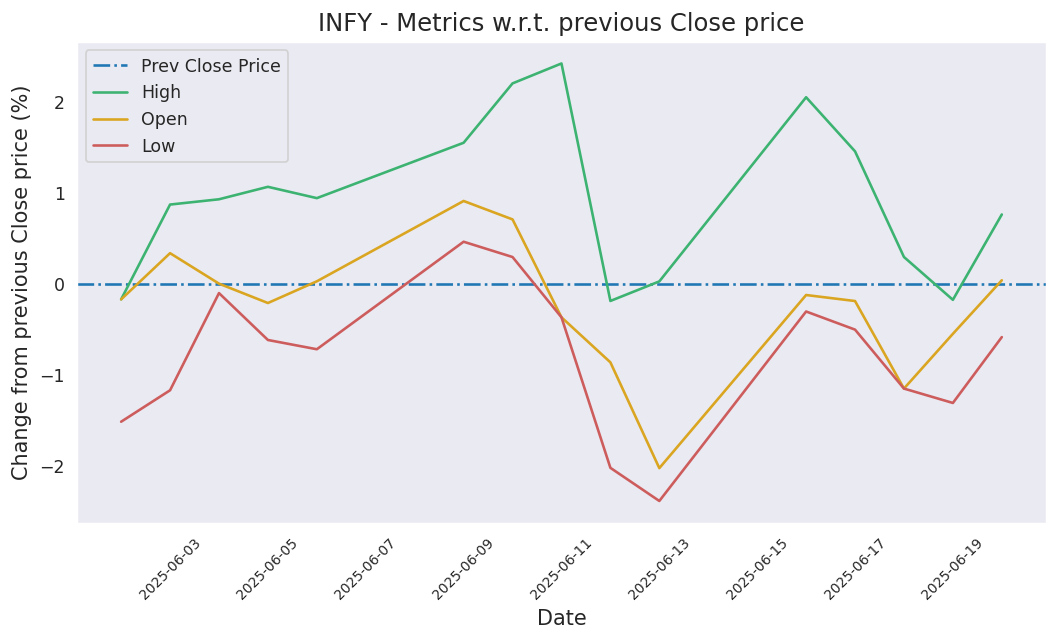 INFY - Metrics w.r.t. previous Close price
Prev Close Price
High
Open
Low
Change from previous Close price (%)
2
1
0
−1
−2
2025-06-03
2025-06-05
2025-06-07
2025-06-09
2025-06-11
2025-06-13
2025-06-15
2025-06-17
2025-06-19
Date